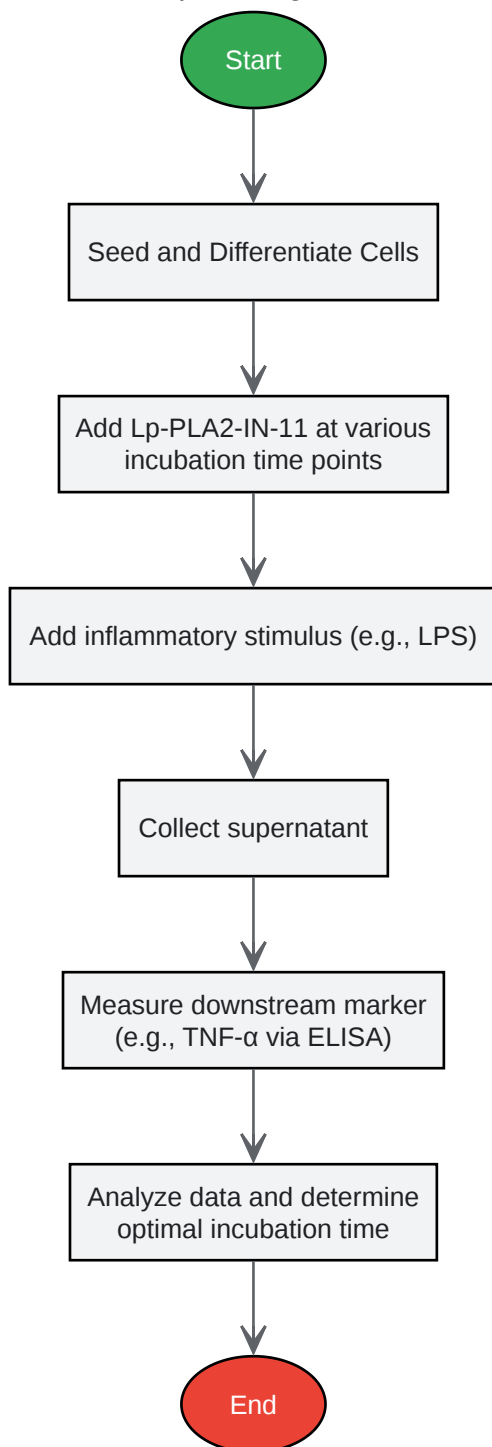 Start
Seed and Differentiate Cells
Add Lp-PLA2-IN-11 at various
incubation time points
Add inflammatory stimulus (e.g., LPS)
Collect supernatant
Measure downstream marker
(e.g., TNF-α via ELISA)
Analyze data and determine
optimal incubation time
End